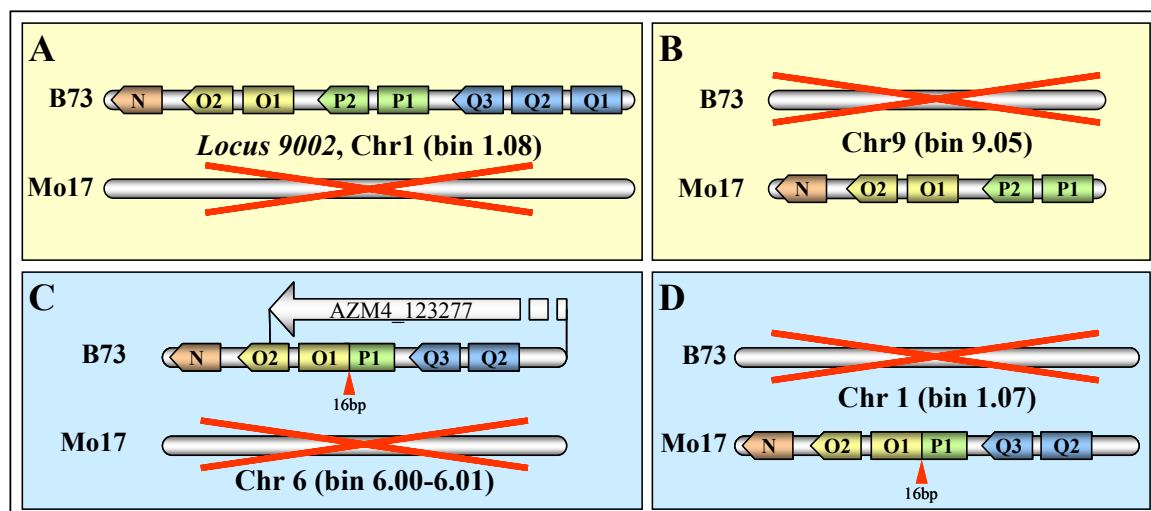 A
B73
N O2 O1 P2 P1 Q3 Q2 Q1
Locus 9002, Chr1 (bin 1.08)
Mo17
B
B73
Chr9 (bin 9.05)
Mo17
N O2 O1 P2 P1
C
AZM4_123277
B73
N O2 O1 P1 Q3 Q2
16bp
Mo17
Chr 6 (bin 6.00-6.01)
D
B73
Chr 1 (bin 1.07)
Mo17
N O2 O1 P1 Q3 Q2
16bp